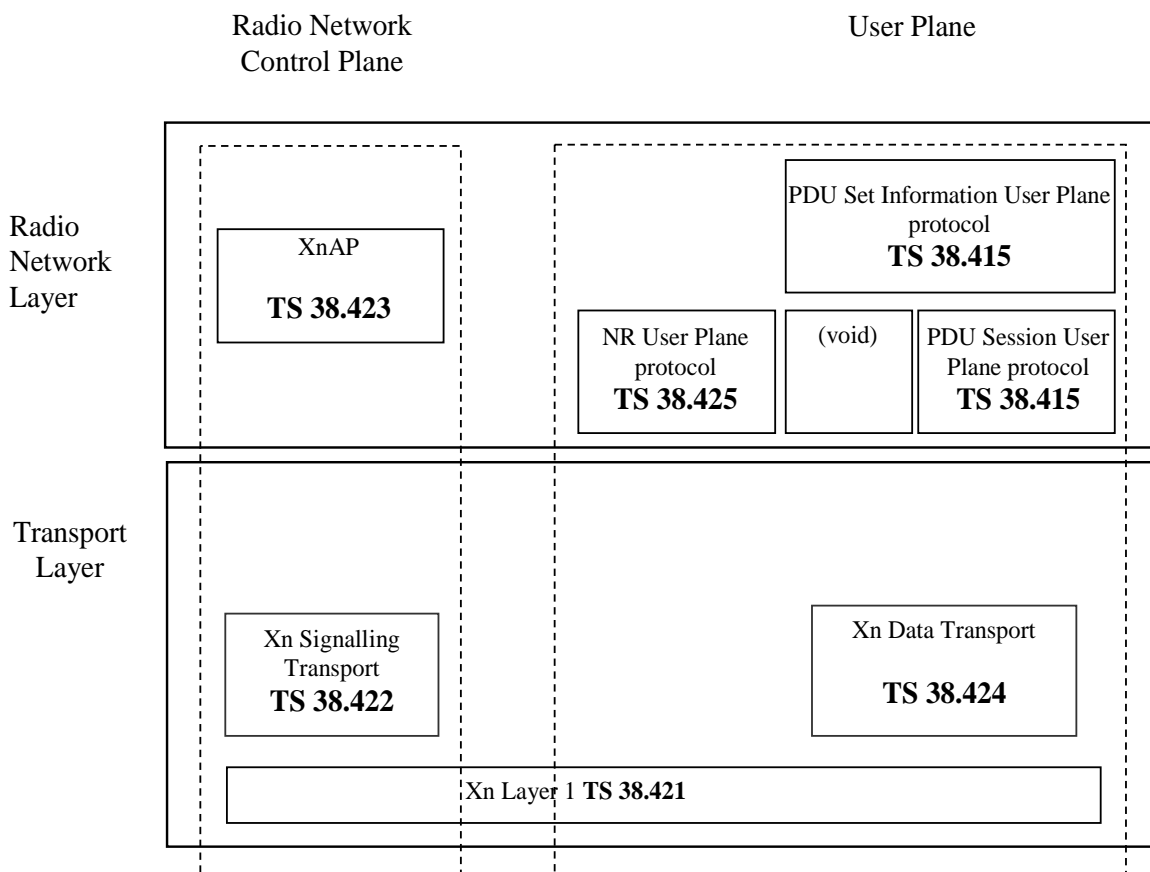 Radio Network
Control Plane
User Plane
Radio
Network
Layer
XnAP
TS 38.423
PDU Set Information User Plane
protocol
TS 38.415
NR User Plane
protocol
TS 38.425
(void)
PDU Session User
Plane protocol
TS 38.415
Transport
Layer
Xn Signalling
Transport
TS 38.422
Xn Data Transport
TS 38.424
Xn Layer 1 TS 38.421